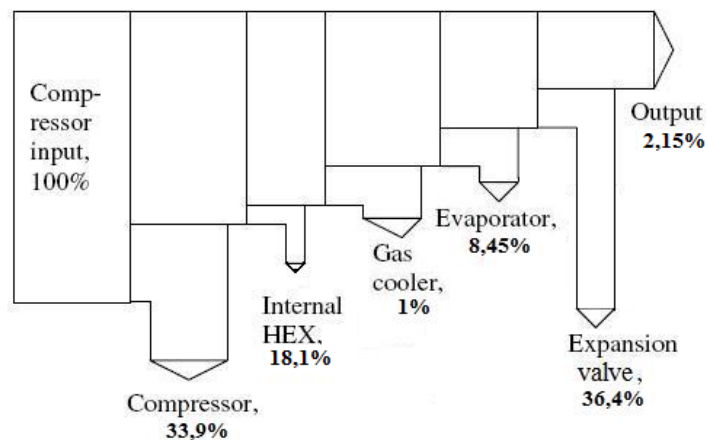 Comp-
ressor
input,
100%
Output
2,15%
Evaporator,
8,45%
Gas
cooler,
1%
Internal
HEX,
18,1%
Expansion
valve,
36,4%
Compressor,
33,9%